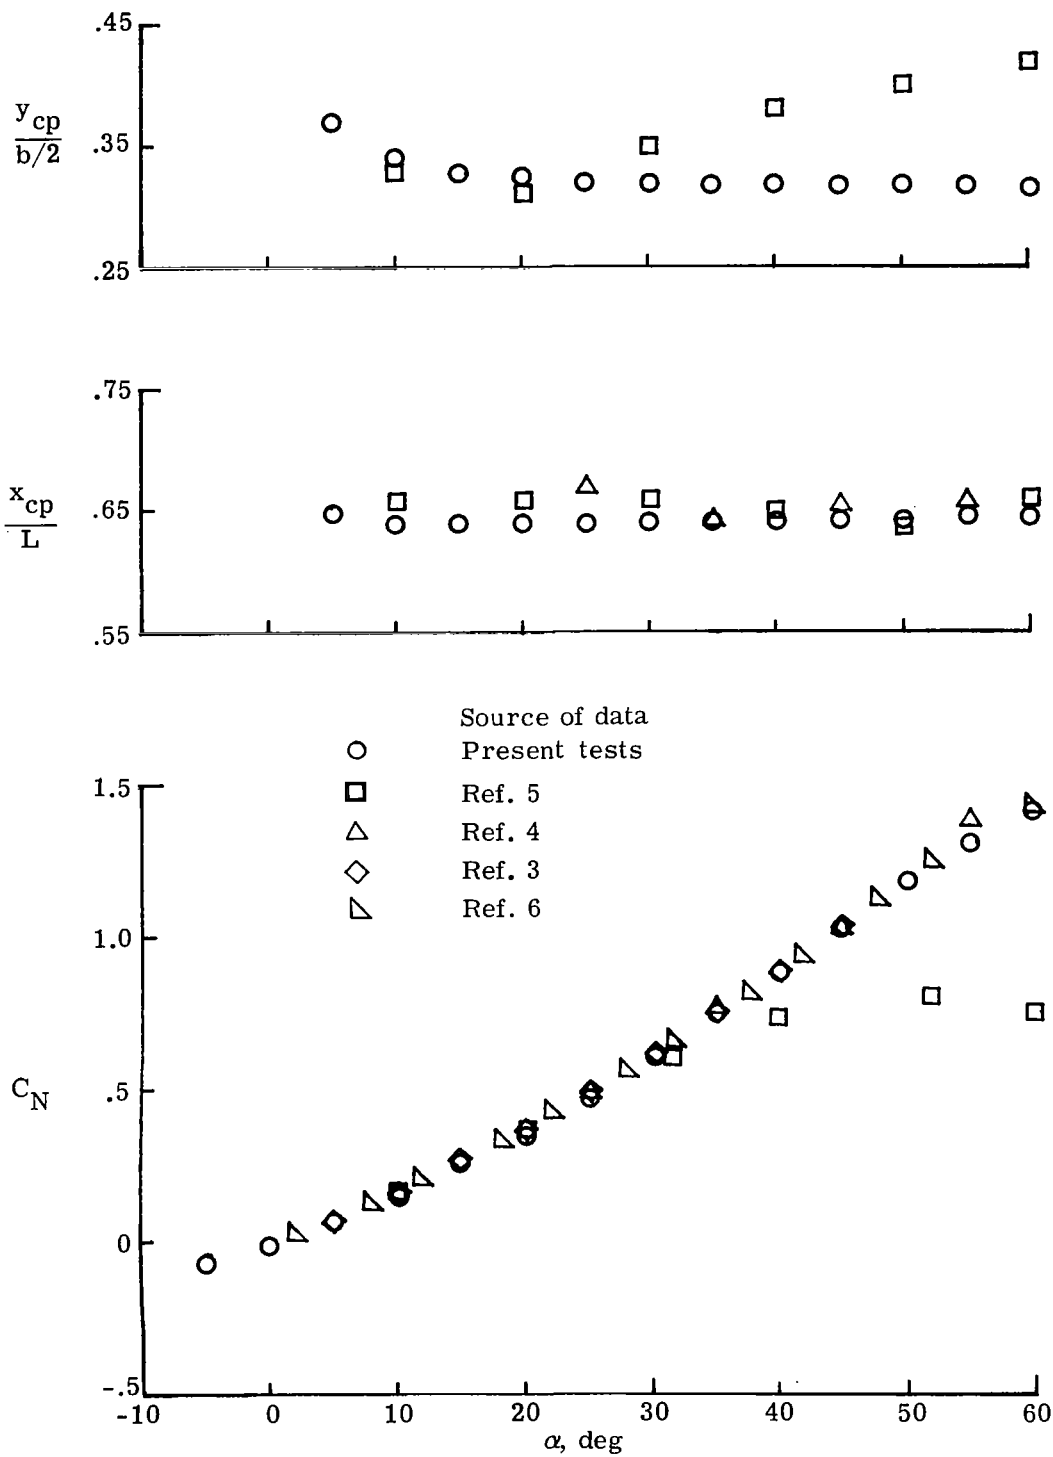 .45
y_cp
b/2
.35
.25
.75
x_cp
L
.65
.55
Source of data
Present tests
Ref. 5
Ref. 4
Ref. 3
Ref. 6
1.5
1.0
C_N
.5
0
-.5
-10 0 10 20 30 40 50 60
α, deg